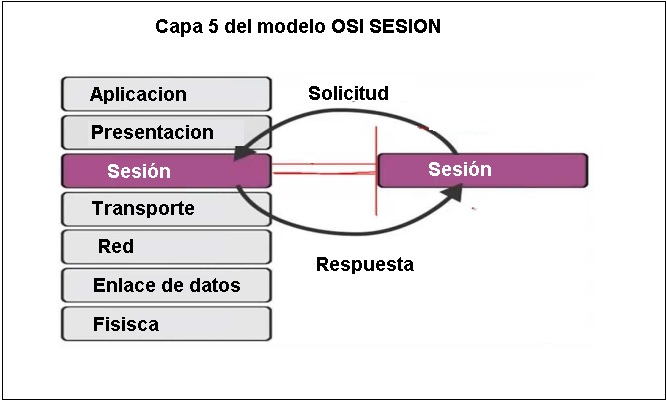 Capa 5 del modelo OSI SESION
Aplicacion
Solicitud
Presentacion
Sesión
Sesión
Transporte
Red
Respuesta
Enlace de datos
Fisisca